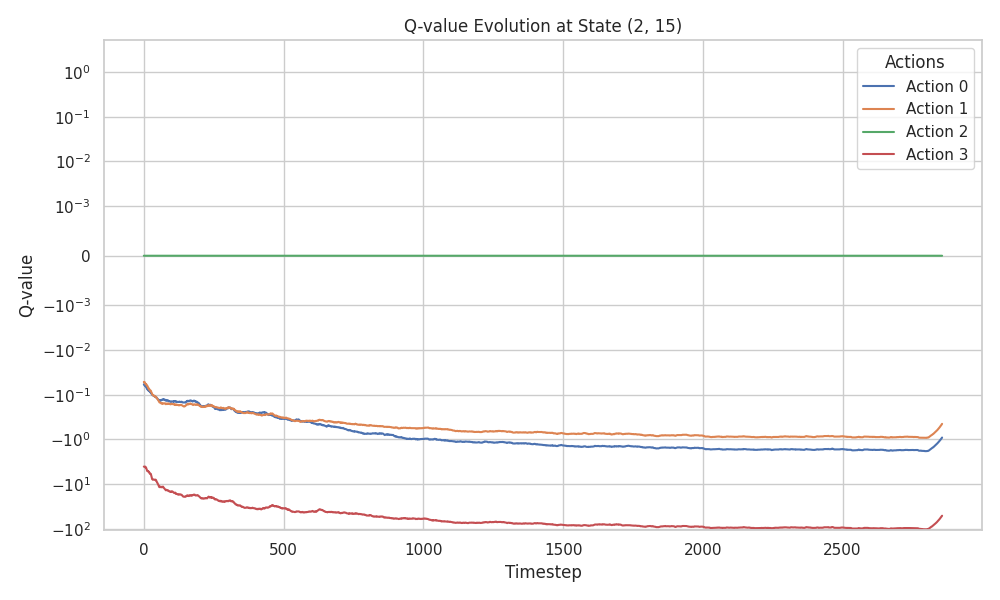 Q-value Evolution at State (2, 15)
Actions
Action 0
Action 1
Action 2
Action 3
Q-value
10⁰
10⁻¹
10⁻²
10⁻³
0
−10⁻³
−10⁻²
−10⁻¹
−10⁰
−10¹
−10²
0 500 1000 1500 2000 2500
Timestep